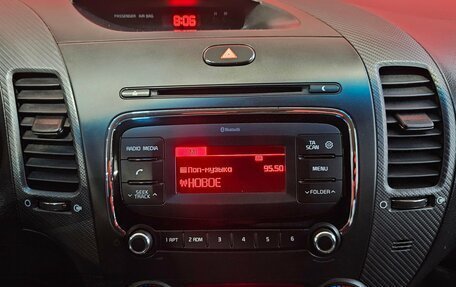 PASSENGER AIR BAG
8:06
Bluetooth
RADIO MEDIA
TA SCAN
Поп-музыка 95.50
НОВОЕ
MENU
SEEK TRACK
FOLDER
1 RPT 2 RDM 3 4 5 6